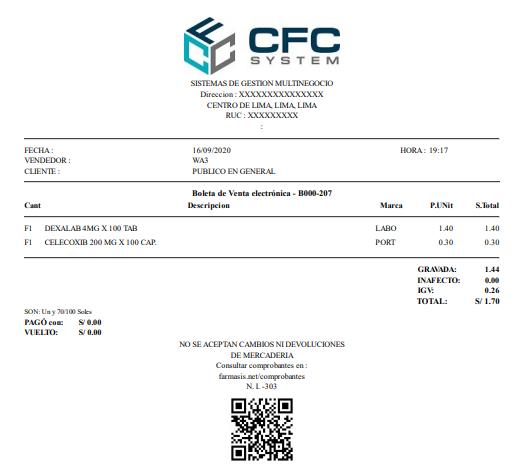 CFC
SYSTEM
SISTEMAS DE GESTION MULTINEGOCIO
Direccion : XXXXXXXXXXXXXXX
CENTRO DE LIMA, LIMA, LIMA
RUC : XXXXXXXXX
:
FECHA : 16/09/2020 HORA : 19:17
VENDEDOR : WA3
CLIENTE : PUBLICO EN GENERAL
Boleta de Venta electrónica - B000-207
Cant Descripcion Marca P.UNit S.Total
F1 DEXALAB 4MG X 100 TAB LABO 1.40 1.40
F1 CELECOXIB 200 MG X 100 CAP. PORT 0.30 0.30
GRAVADA: 1.44
INAFECTO: 0.00
IGV: 0.26
TOTAL: S/ 1.70
SON: Un y 70/100 Soles
PAGÓ con: S/ 0.00
VUELTO: S/ 0.00
NO SE ACEPTAN CAMBIOS NI DEVOLUCIONES
DE MERCADERIA
Consultar comprobantes en :
farmasis.net/comprobantes
N. I. -303